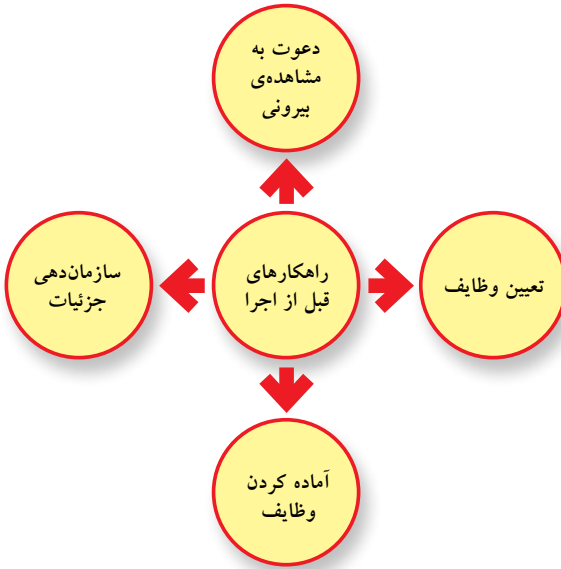 دعوت به
مشاهده‌ی
بیرونی
تعیین وظایف
راهکارهای
قبل از اجرا
سازمان‌دهی
جزئیات
آماده کردن
وظایف